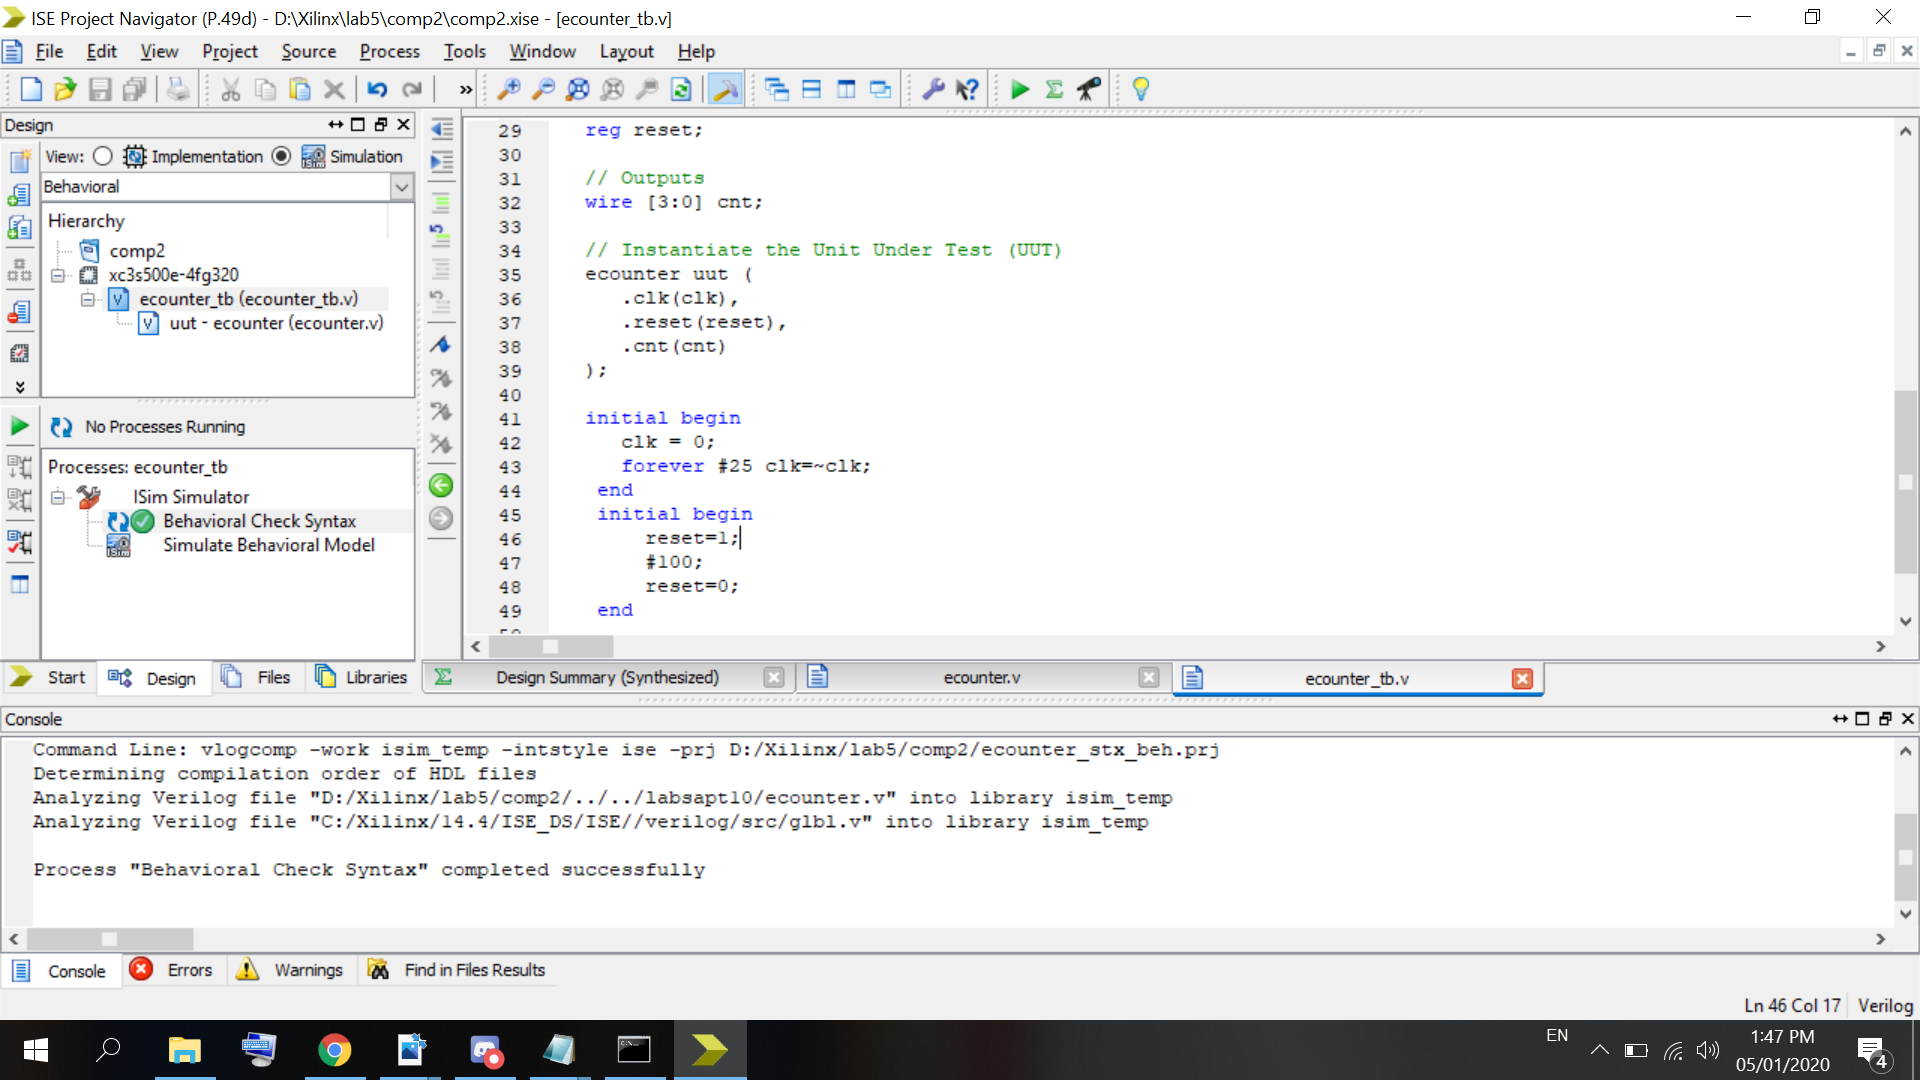 ISE Project Navigator (P.49d) - D:\Xilinx\lab5\comp2\comp2.xise - [ecounter_tb.v]
File Edit View Project Source Process Tools Window Layout Help
Design
View: Implementation Simulation
Behavioral
Hierarchy
comp2
xc3s500e-4fg320
ecounter_tb (ecounter_tb.v)
uut - ecounter (ecounter.v)
No Processes Running
Processes: ecounter_tb
ISim Simulator
Behavioral Check Syntax
Simulate Behavioral Model
Start Design Files Libraries
29 reg reset;
30
31 // Outputs
32 wire [3:0] cnt;
33
34 // Instantiate the Unit Under Test (UUT)
35 ecounter uut (
36 .clk(clk),
37 .reset(reset),
38 .cnt(cnt)
39 );
40
41 initial begin
42 clk = 0;
43 forever #25 clk=~clk;
44 end
45 initial begin
46 reset=1;
47 #100;
48 reset=0;
49 end
Design Summary (Synthesized) ecounter.v ecounter_tb.v
Console
Command Line: vlogcomp -work isim_temp -intstyle ise -prj D:/Xilinx/lab5/comp2/ecounter_stx_beh.prj
Determining compilation order of HDL files
Analyzing Verilog file "D:/Xilinx/lab5/comp2/../../labsapt10/ecounter.v" into library isim_temp
Analyzing Verilog file "C:/Xilinx/14.4/ISE_DS/ISE//verilog/src/glbl.v" into library isim_temp
Process "Behavioral Check Syntax" completed successfully
Console Errors Warnings Find in Files Results
Ln 46 Col 17 Verilog
EN
1:47 PM
05/01/2020
4